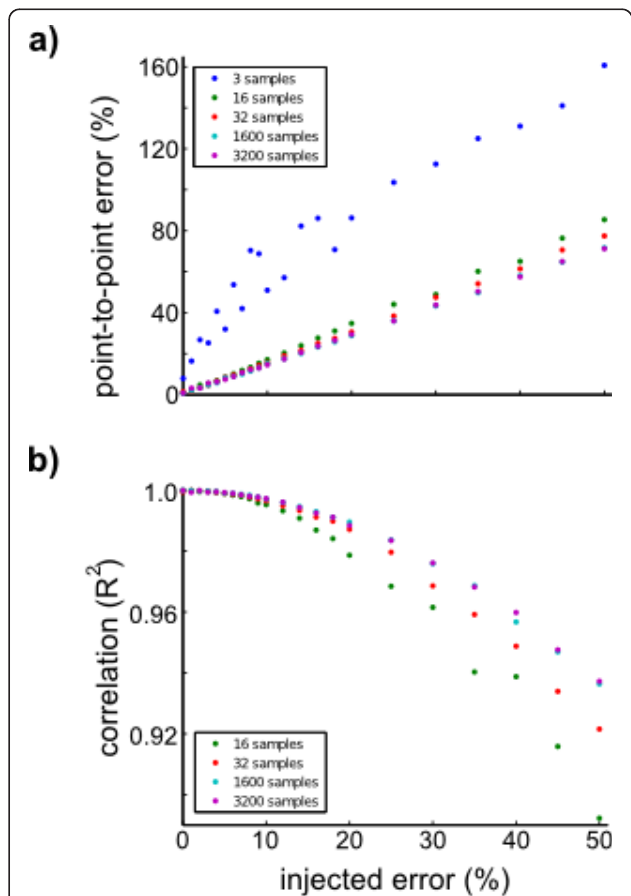 a)
160
120
80
40
0
point-to-point error (%)
3 samples
16 samples
32 samples
1600 samples
3200 samples
b)
1.0
0.96
0.92
correlation (R²)
16 samples
32 samples
1600 samples
3200 samples
0 10 20 30 40 50
injected error (%)